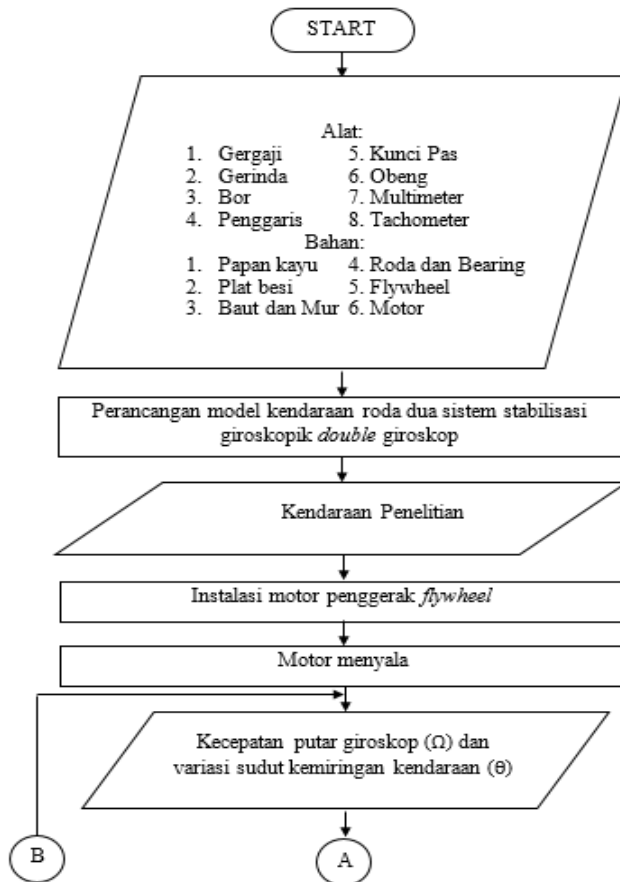 START
Alat:
1. Gergaji 5. Kunci Pas
2. Gerinda 6. Obeng
3. Bor 7. Multimeter
4. Penggaris 8. Tachometer
Bahan:
1. Papan kayu 4. Roda dan Bearing
2. Plat besi 5. Flywheel
3. Baut dan Mur 6. Motor
Perancangan model kendaraan roda dua sistem stabilisasi
giroskopik double giroskop
Kendaraan Penelitian
Instalasi motor penggerak flywheel
Motor menyala
Kecepatan putar giroskop (Ω) dan
variasi sudut kemiringan kendaraan (θ)
B
A